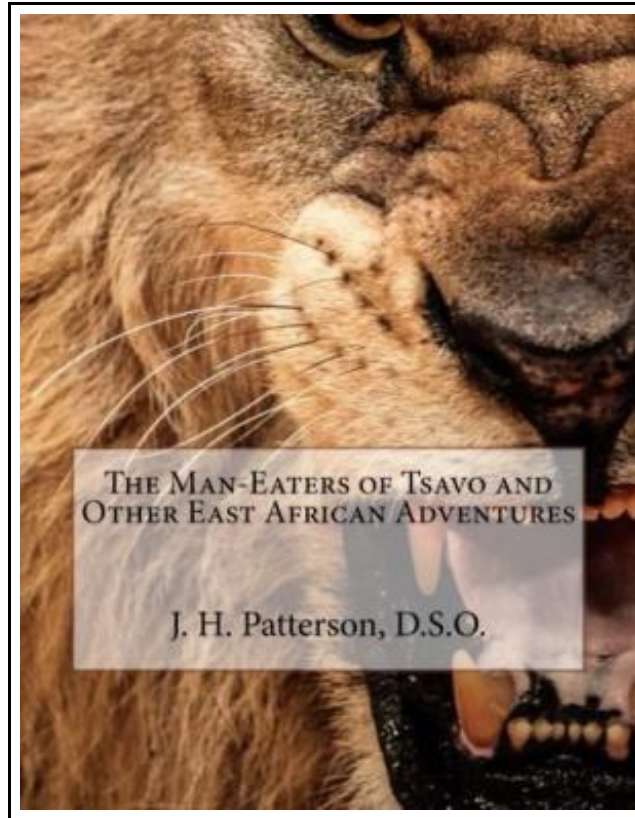 The Man-Eaters of Tsavo and
Other East African Adventures
J. H. Patterson, D.S.O.